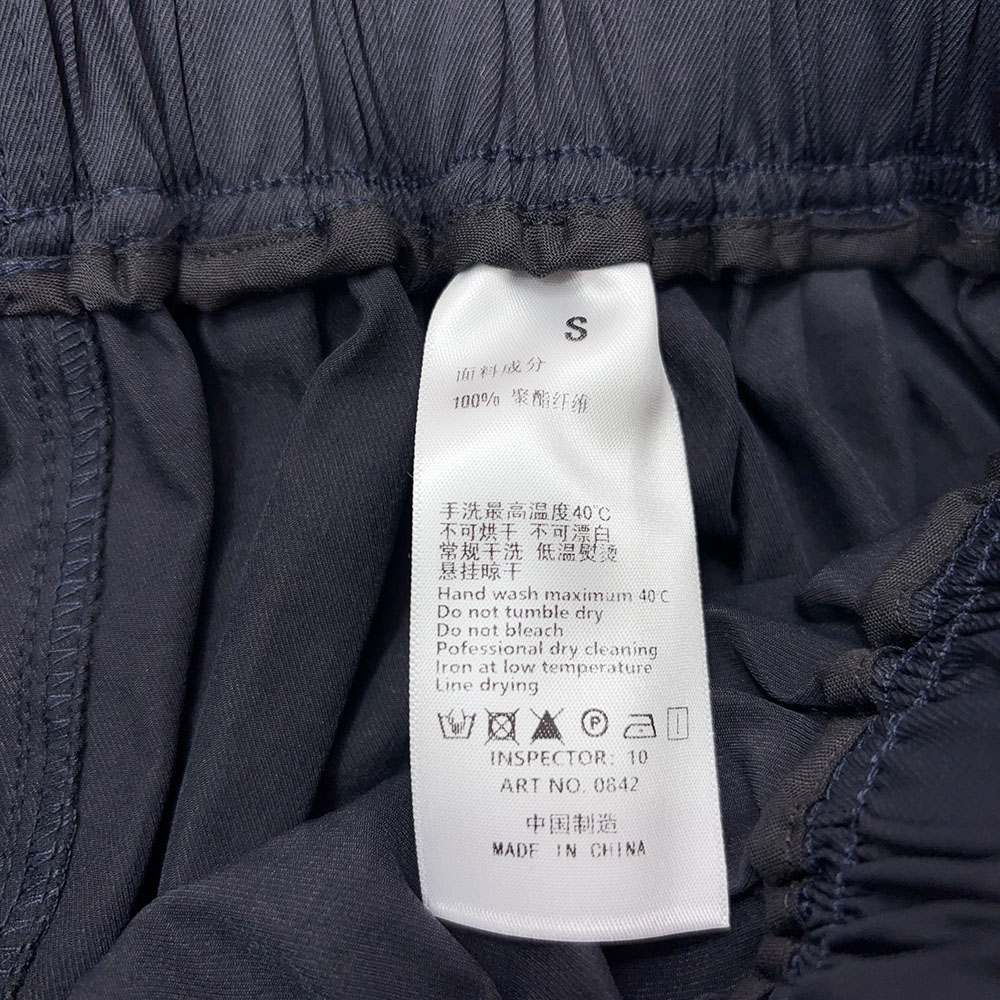 S
面料成分
100% 聚酯纤维
手洗最高温度40℃
不可烘干 不可漂白
常规干洗 低温熨烫
悬挂晾干
Hand wash maximum 40℃
Do not tumble dry
Do not bleach
Pofessional dry cleaning
Iron at low temperature
Line drying
P
INSPECTOR: 10
ART NO. 0842
中国制造
MADE IN CHINA